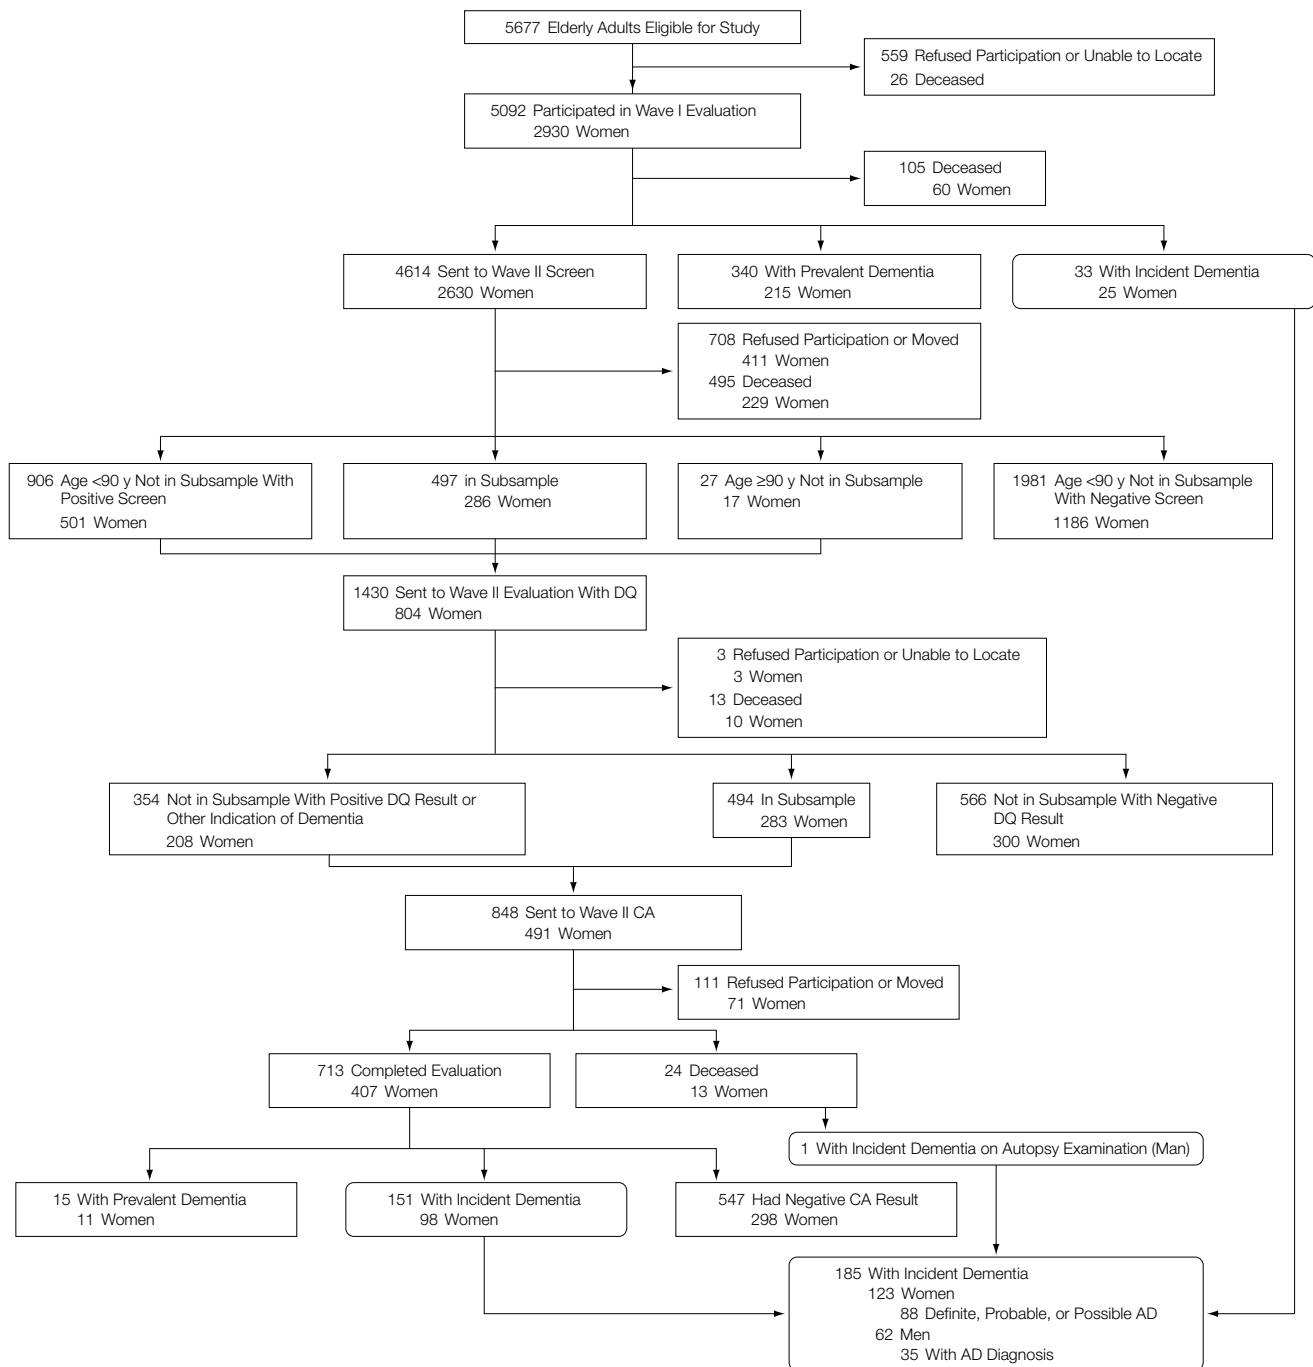 5677 Elderly Adults Eligible for Study
559 Refused Participation or Unable to Locate
26 Deceased
5092 Participated in Wave I Evaluation
2930 Women
105 Deceased
60 Women
4614 Sent to Wave II Screen
2630 Women
340 With Prevalent Dementia
215 Women
33 With Incident Dementia
25 Women
708 Refused Participation or Moved
411 Women
495 Deceased
229 Women
906 Age <90 y Not in Subsample With
Positive Screen
501 Women
497 in Subsample
286 Women
27 Age ≥90 y Not in Subsample
17 Women
1981 Age <90 y Not in Subsample
With Negative Screen
1186 Women
1430 Sent to Wave II Evaluation With DQ
804 Women
3 Refused Participation or Unable to Locate
3 Women
13 Deceased
10 Women
354 Not in Subsample With Positive DQ Result or
Other Indication of Dementia
208 Women
494 In Subsample
283 Women
566 Not in Subsample With Negative
DQ Result
300 Women
848 Sent to Wave II CA
491 Women
111 Refused Participation or Moved
71 Women
713 Completed Evaluation
407 Women
24 Deceased
13 Women
1 With Incident Dementia on Autopsy Examination (Man)
15 With Prevalent Dementia
11 Women
151 With Incident Dementia
98 Women
547 Had Negative CA Result
298 Women
185 With Incident Dementia
123 Women
88 Definite, Probable, or Possible AD
62 Men
35 With AD Diagnosis